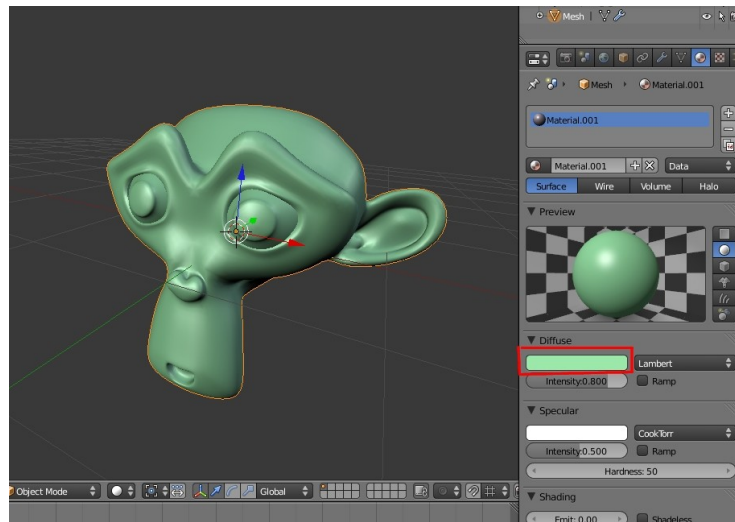 Mesh
Mesh
Material.001
Material.001
Material.001
Data
Surface
Wire
Volume
Halo
Preview
Diffuse
Lambert
Intensity:0.800
Ramp
Specular
CookTorr
Intensity:0.500
Ramp
Hardness: 50
Shading
Emit: 0.00
Shadeless
Object Mode
Global